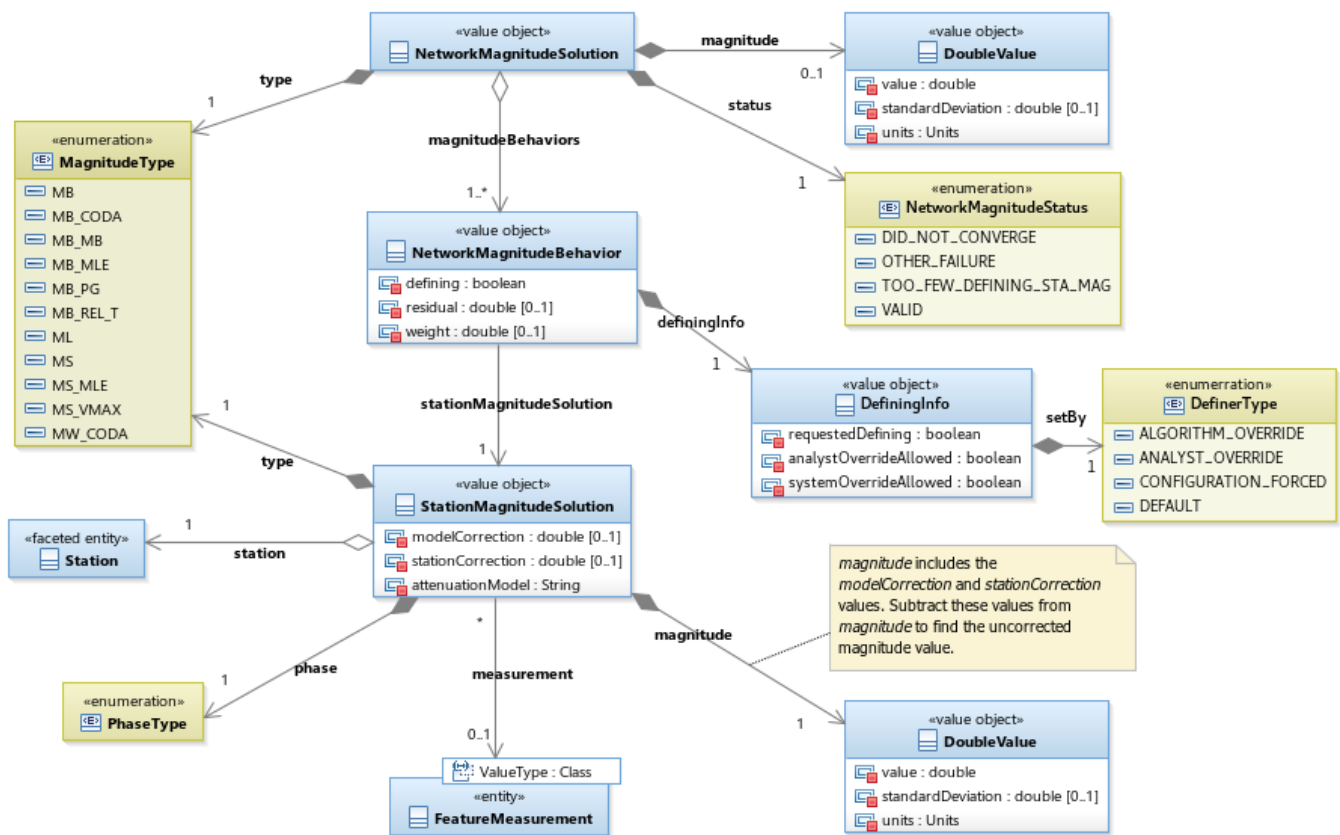 «value object»
NetworkMagnitudeSolution
magnitude
0..1
«value object»
DoubleValue
value : double
standardDeviation : double [0..1]
units : Units
type
1
status
1
magnitudeBehaviors
1..*
«enumeration»
MagnitudeType
MB
MB_CODA
MB_MB
MB_MLE
MB_PG
MB_REL_T
ML
MS
MS_MLE
MS_VMAX
MW_CODA
«enumeration»
NetworkMagnitudeStatus
DID_NOT_CONVERGE
OTHER_FAILURE
TOO_FEW_DEFINING_STA_MAG
VALID
«value object»
NetworkMagnitudeBehavior
defining : boolean
residual : double [0..1]
weight : double [0..1]
definingInfo
1
«value object»
DefiningInfo
requestedDefining : boolean
analystOverrideAllowed : boolean
systemOverrideAllowed : boolean
setBy
1
«enumerration»
DefinerType
ALGORITHM_OVERRIDE
ANALYST_OVERRIDE
CONFIGURATION_FORCED
DEFAULT
stationMagnitudeSolution
1
1
type
«value object»
StationMagnitudeSolution
modelCorrection : double [0..1]
stationCorrection : double [0..1]
attenuationModel : String
1
station
«faceted entity»
Station
magnitude includes the
modelCorrection and stationCorrection
values. Subtract these values from
magnitude to find the uncorrected
magnitude value.
*
magnitude
1
phase
1
measurement
0..1
«enumeration»
PhaseType
ValueType : Class
«entity»
FeatureMeasurement
«value object»
DoubleValue
value : double
standardDeviation : double [0..1]
units : Units